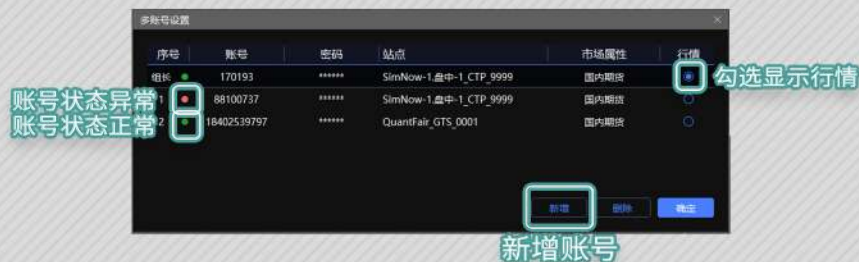 多账号设置
序号 账号 密码 站点 市场属性 行情
组长 170193 ****** SimNow-1,盘中-1_CTP_9999 国内期货
勾选显示行情
账号状态异常
1 88100737 ****** SimNow-1,盘中-1_CTP_9999 国内期货
账号状态正常
2 18402539797 ****** QuantFair_GTS_0001 国内期货
新增 删除 确定
新增账号